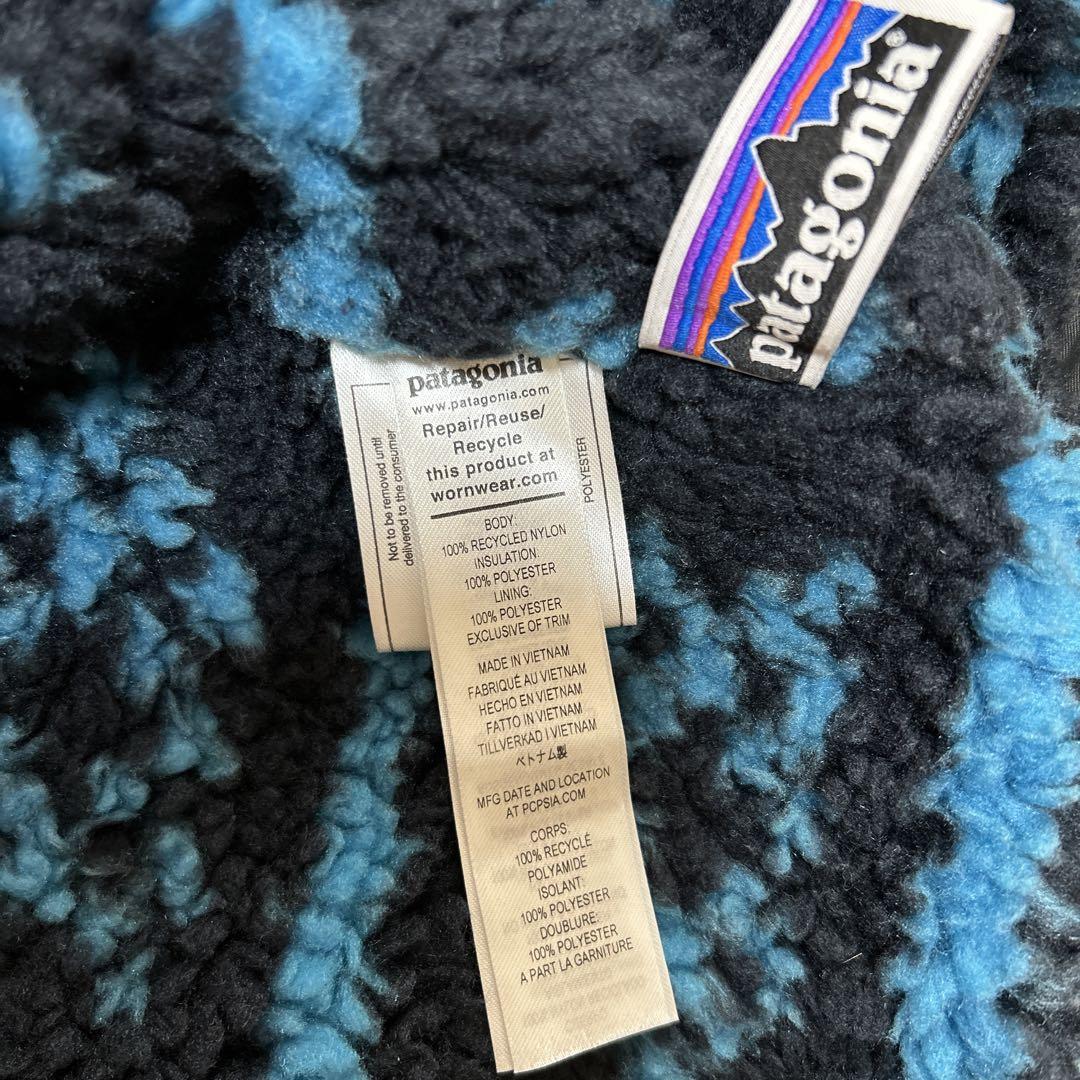 patagonia®
patagonia
www.patagonia.com
Repair/Reuse/
Recycle
this product at
wornwear.com
Not to be removed until
delivered to the consumer
POLYESTER
BODY:
100% RECYCLED NYLON
INSULATION:
100% POLYESTER
LINING:
100% POLYESTER
EXCLUSIVE OF TRIM
MADE IN VIETNAM
FABRIQUÉ AU VIETNAM
HECHO EN VIETNAM
FATTO IN VIETNAM
TILLVERKAD I VIETNAM
ベトナム製
MFG DATE AND LOCATION
AT PCPSIA.COM
CORPS:
100% RECYCLÉ
POLYAMIDE
ISOLANT:
100% POLYESTER
DOUBLURE:
100% POLYESTER
A PART LA GARNITURE